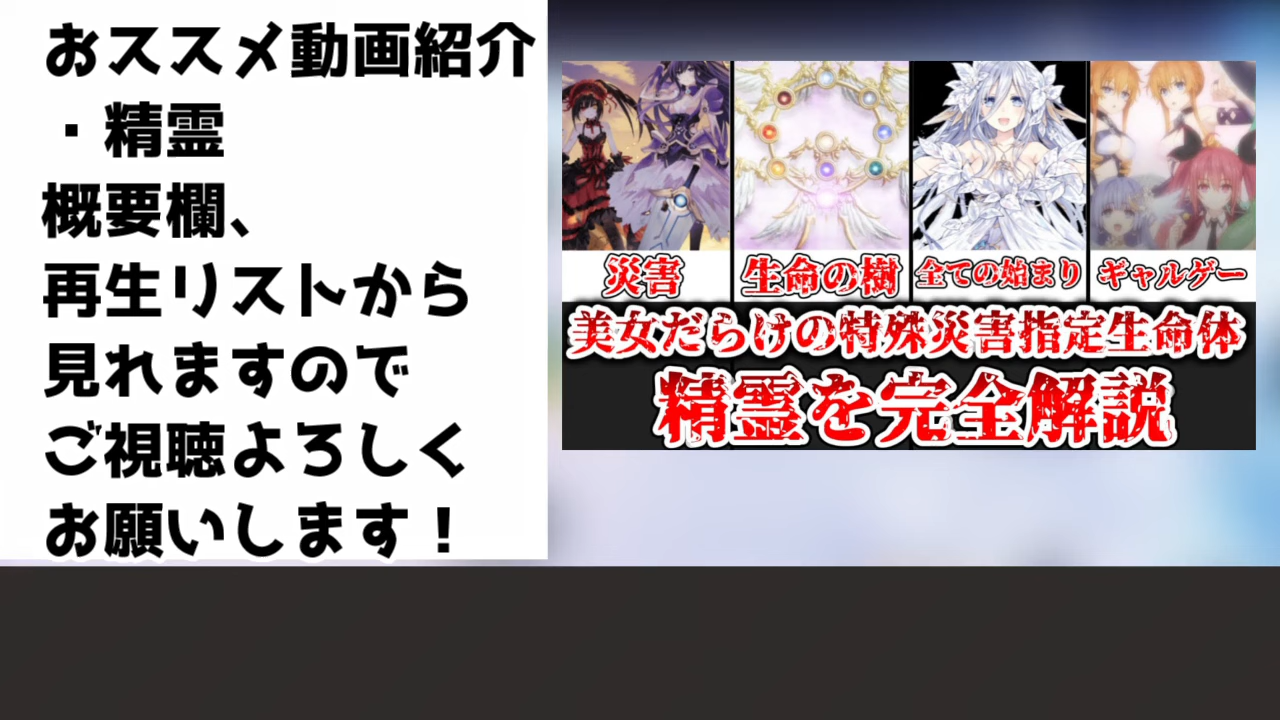 おススメ動画紹介
・精霊
概要欄、
再生リストから
見れますので
ご視聴よろしく
お願いします！
災害
生命の樹
全ての始まり
ギャルゲー
美女だらけの特殊災害指定生命体
精霊を完全解説